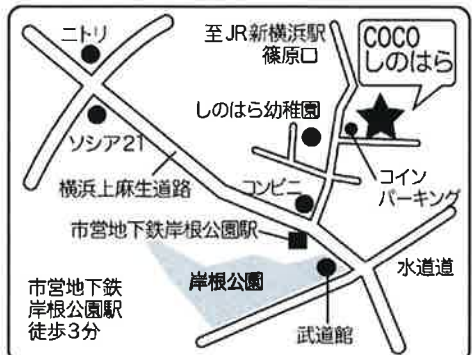 ニトリ
至JR新横浜駅
篠原口
COCO
しのはら
しのはら幼稚園
ソシア21
横浜上麻生道路
コンビニ
コイン
パーキング
市営地下鉄岸根公園駅
岸根公園
水道道
市営地下鉄
岸根公園駅
徒歩3分
武道館